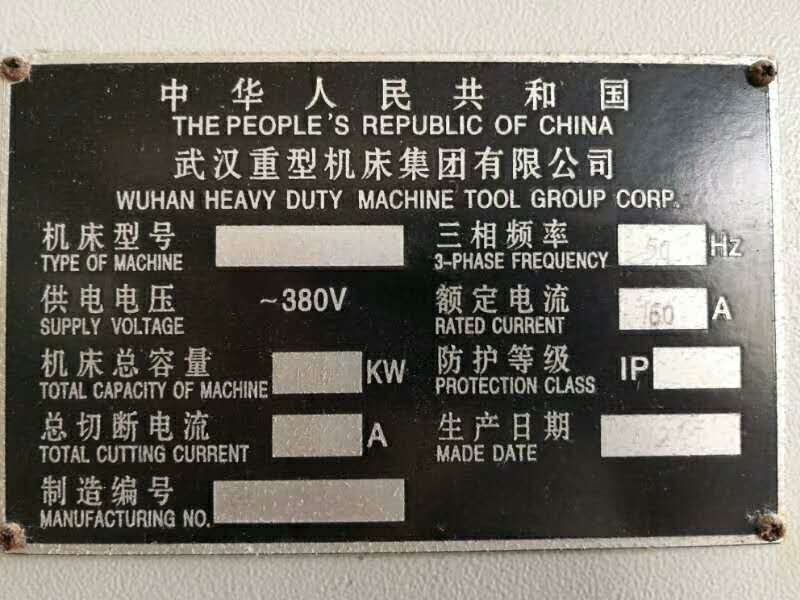 中华人民共和国
THE PEOPLE'S REPUBLIC OF CHINA
武汉重型机床集团有限公司
WUHAN HEAVY DUTY MACHINE TOOL GROUP CORP.
机床型号
TYPE OF MACHINE
三相频率 50 Hz
3-PHASE FREQUENCY
供电电压 ~380V
SUPPLY VOLTAGE
额定电流 A
RATED CURRENT
机床总容量 KW
TOTAL CAPACITY OF MACHINE
防护等级 IP
PROTECTION CLASS
总切断电流 A
TOTAL CUTTING CURRENT
生产日期
MADE DATE
制造编号
MANUFACTURING NO.